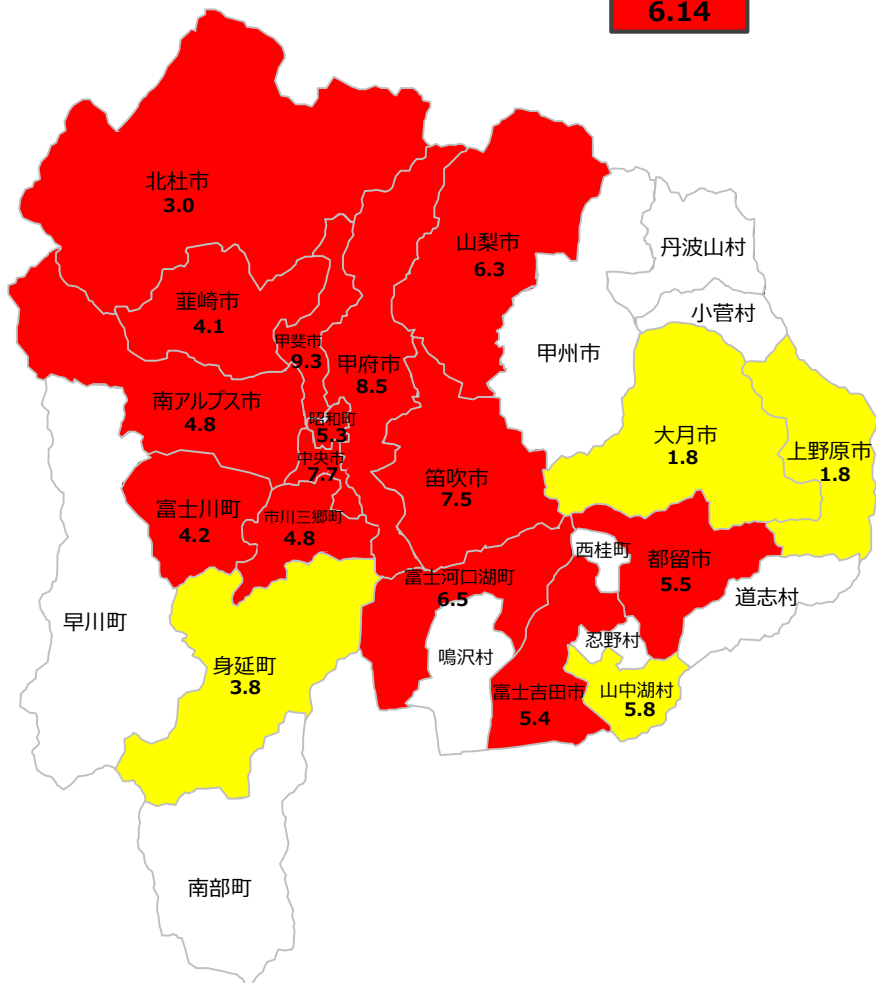 6.14
北杜市
3.0
山梨市
6.3
丹波山村
韮崎市
4.1
小菅村
甲斐市
9.3
甲府市
8.5
甲州市
南アルプス市
4.8
昭和町
5.3
大月市
1.8
上野原市
1.8
中央市
7.7
笛吹市
7.5
富士川町
4.2
市川三郷町
4.8
西桂町
都留市
5.5
富士河口湖町
6.5
道志村
早川町
忍野村
鳴沢村
身延町
3.8
富士吉田市
5.4
山中湖村
5.8
南部町